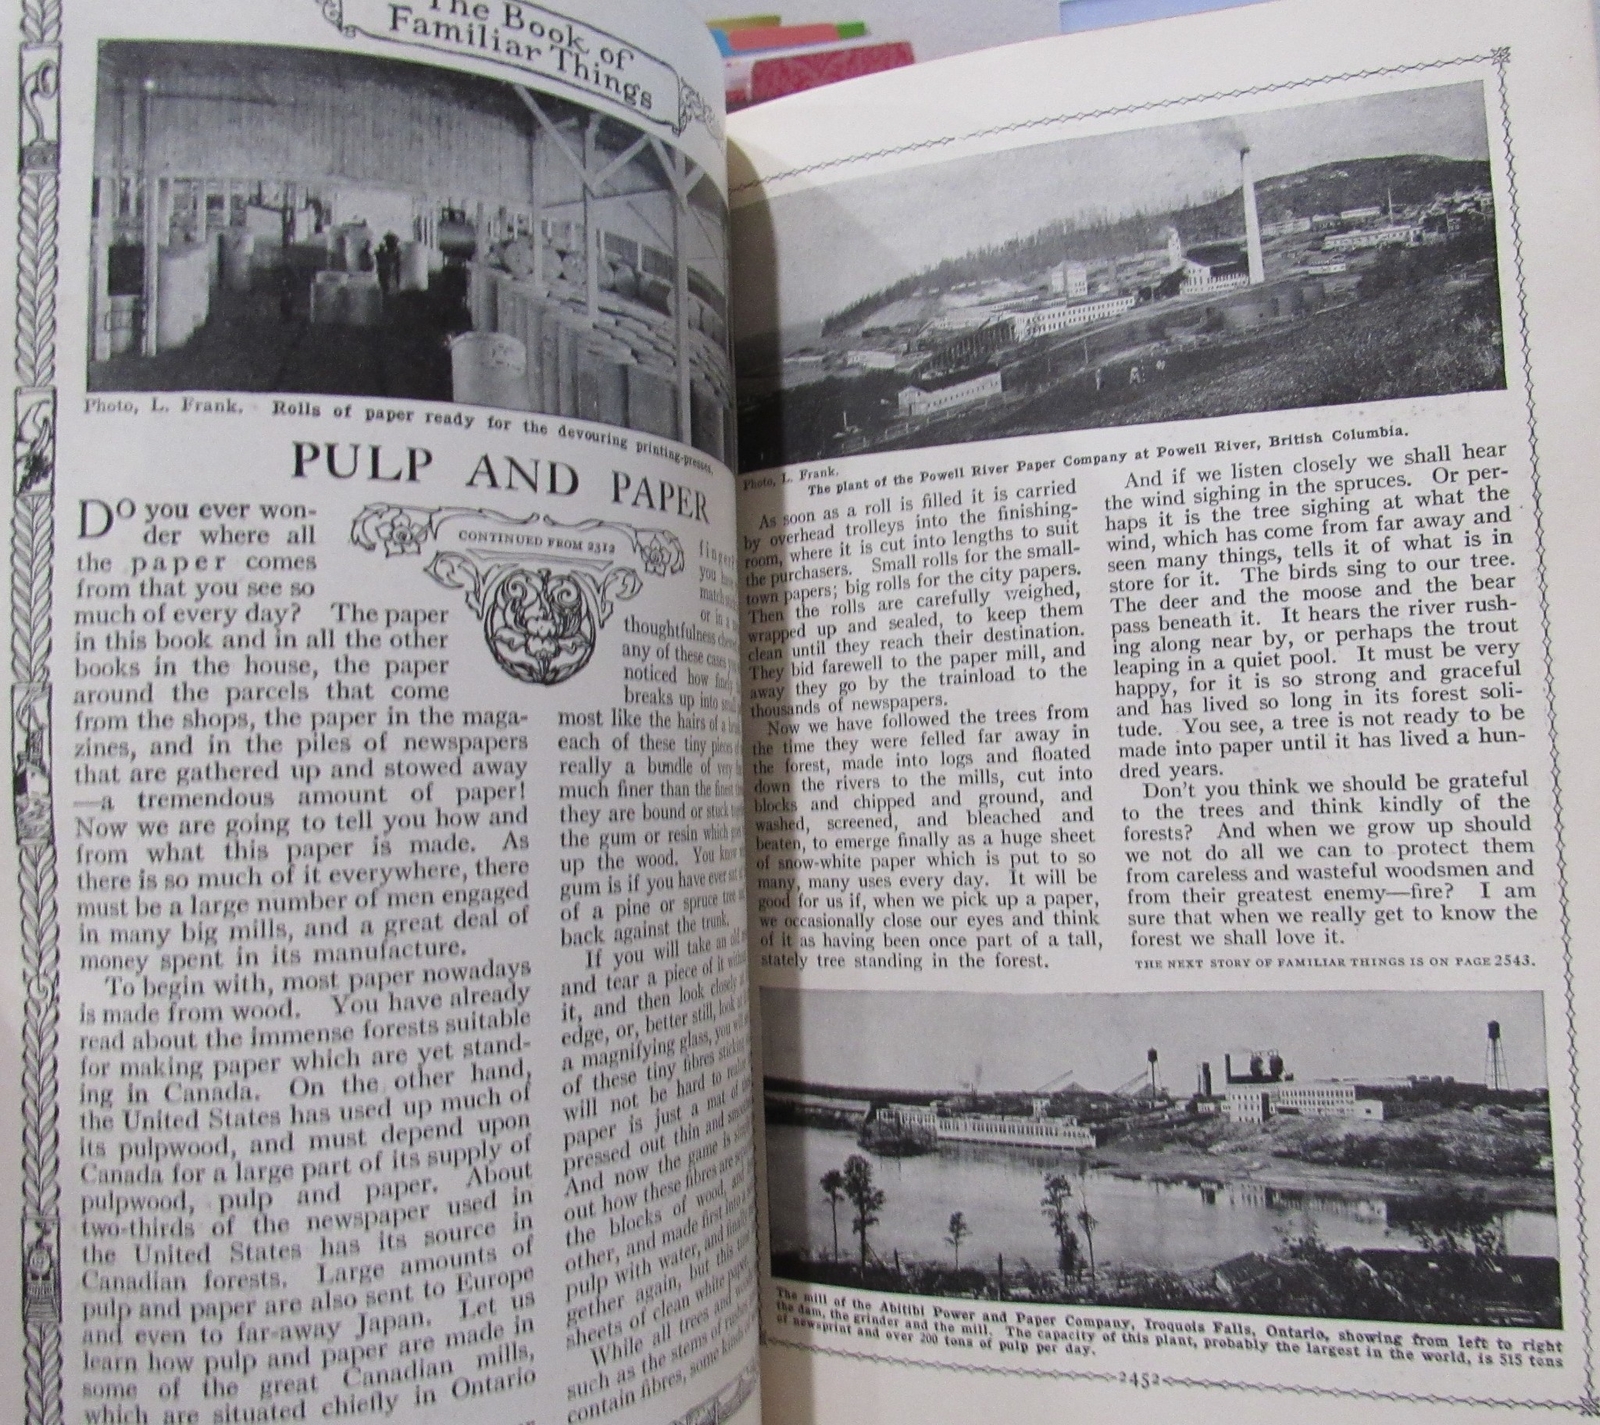 The Book of
Familiar Things
Photo, L. Frank. Rolls of paper ready for the devouring printing-presses.
PULP AND PAPER
CONTINUED FROM 2312
DO you ever won-
der where all
the paper comes
from that you see so
much of every day? The paper
in this book and in all the other
books in the house, the paper
around the parcels that come
from the shops, the paper in the maga-
zines, and in the piles of newspapers
that are gathered up and stowed away
—a tremendous amount of paper!
Now we are going to tell you how and
from what this paper is made. As
there is so much of it everywhere, there
must be a large number of men engaged
in many big mills, and a great deal of
money spent in its manufacture.
To begin with, most paper nowadays
is made from wood. You have already
read about the immense forests suitable
for making paper which are yet stand-
ing in Canada. On the other hand,
the United States has used up much of
its pulpwood, and must depend upon
Canada for a large part of its supply of
pulpwood, pulp and paper. About
two-thirds of the newspaper used in
the United States has its source in
Canadian forests. Large amounts of
pulp and paper are also sent to Europe
and even to far-away Japan. Let us
learn how pulp and paper are made in
some of the great Canadian mills,
which are situated chiefly in Ontario
you have
or in a
thoughtfulness
any of these cases you
noticed how finely
breaks up into small
most like the hairs of a
each of these tiny pieces
really a bundle of very
much finer than the finest
they are bound or stuck
the gum or resin which
up the wood. You know
gum is if you have ever sat
of a pine or spruce tree
back against the trunk.
If you will take an old
and tear a piece of it
it, and then look closely
edge, or, better still, look
a magnifying glass, you will
of these tiny fibres sticking
will not be hard to realize
paper is just a mat of
pressed out thin and smooth
And now the game is
out how these fibres are
the blocks of wood, and
other, and made first into a
pulp with water, and finally
gether again, but this time
sheets of clean white paper.
While all trees and
such as the stems of rushes
contain fibres, some kinds of
Photo, L. Frank.
The plant of the Powell River Paper Company at Powell River, British Columbia.
As soon as a roll is filled it is carried
by overhead trolleys into the finishing-
room, where it is cut into lengths to suit
the purchasers. Small rolls for the small-
town papers; big rolls for the city papers.
Then the rolls are carefully weighed,
wrapped up and sealed, to keep them
clean until they reach their destination.
They bid farewell to the paper mill, and
away they go by the trainload to the
thousands of newspapers.
Now we have followed the trees from
the time they were felled far away in
the forest, made into logs and floated
down the rivers to the mills, cut into
blocks and chipped and ground, and
washed, screened, and bleached and
beaten, to emerge finally as a huge sheet
of snow-white paper which is put to so
many, many uses every day. It will be
good for us if, when we pick up a paper,
we occasionally close our eyes and think
of it as having been once part of a tall,
stately tree standing in the forest.
And if we listen closely we shall hear
the wind sighing in the spruces. Or per-
haps it is the tree sighing at what the
wind, which has come from far away and
seen many things, tells it of what is in
store for it. The birds sing to our tree.
The deer and the moose and the bear
pass beneath it. It hears the river rush-
ing along near by, or perhaps the trout
leaping in a quiet pool. It must be very
happy, for it is so strong and graceful
and has lived so long in its forest soli-
tude. You see, a tree is not ready to be
made into paper until it has lived a hun-
dred years.
Don't you think we should be grateful
to the trees and think kindly of the
forests? And when we grow up should
we not do all we can to protect them
from careless and wasteful woodsmen and
from their greatest enemy—fire? I am
sure that when we really get to know the
forest we shall love it.
THE NEXT STORY OF FAMILIAR THINGS IS ON PAGE 2543.
The mill of the Abitibi Power and Paper Company, Iroquois Falls, Ontario, showing from left to right
the dam, the grinder and the mill. The capacity of this plant, probably the largest in the world, is 515 tons
of newsprint and over 200 tons of pulp per day.
2452